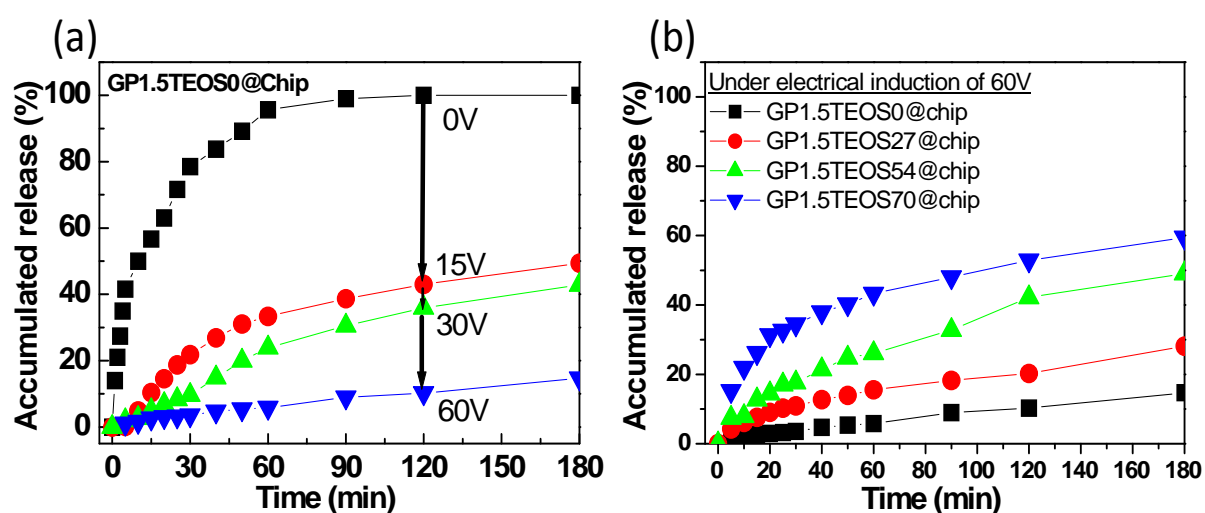 (a)
GP1.5TEOS0@Chip
Accumulated release (%)
100
80
60
40
20
0
0V
15V
30V
60V
0 30 60 90 120 150 180
Time (min)
(b)
Under electrical induction of 60V
GP1.5TEOS0@chip
GP1.5TEOS27@chip
GP1.5TEOS54@chip
GP1.5TEOS70@chip
Accumulated release (%)
100
80
60
40
20
0
0 20 40 60 80 100 120 140 160 180
Time (min)